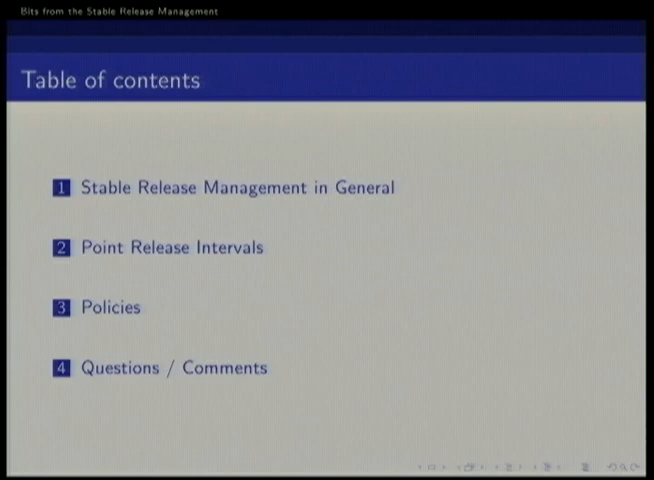 Bits from the Stable Release Management
Table of contents
1 Stable Release Management in General
2 Point Release Intervals
3 Policies
4 Questions / Comments